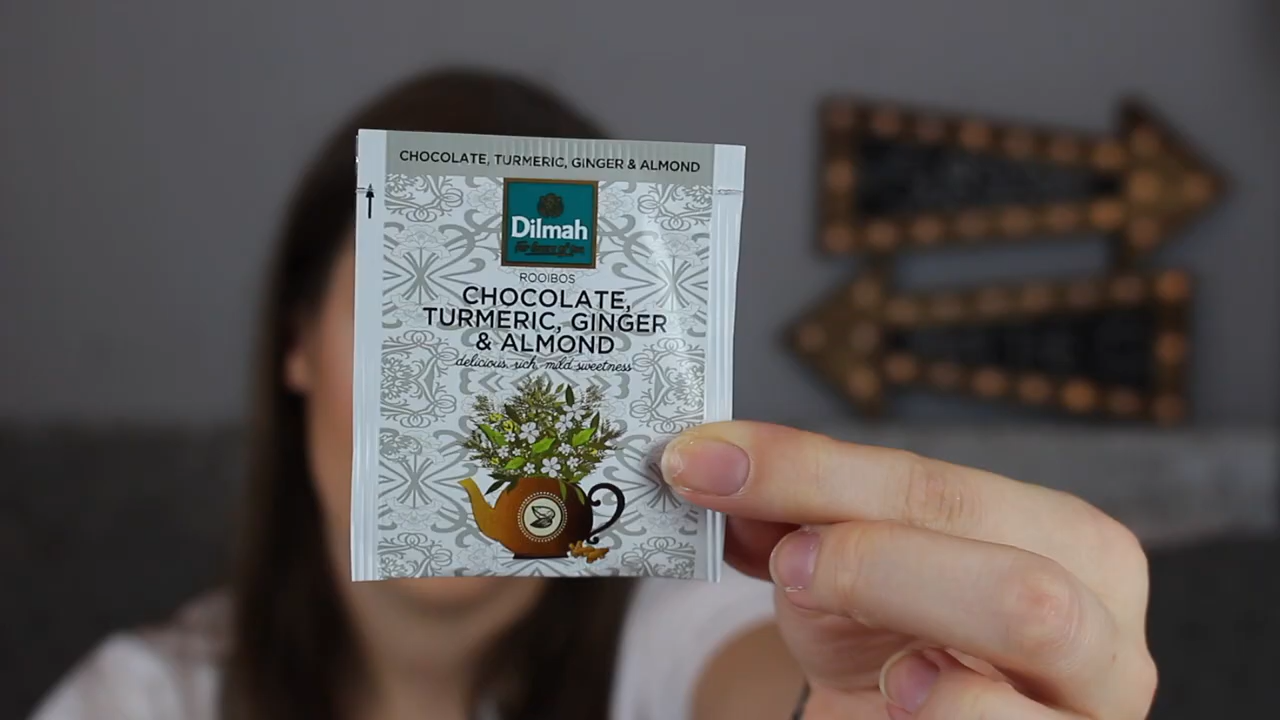 CHOCOLATE, TURMERIC, GINGER & ALMOND
Dilmah
ROOIBOS
CHOCOLATE,
TURMERIC, GINGER
& ALMOND
delicious, rich, mild sweetness